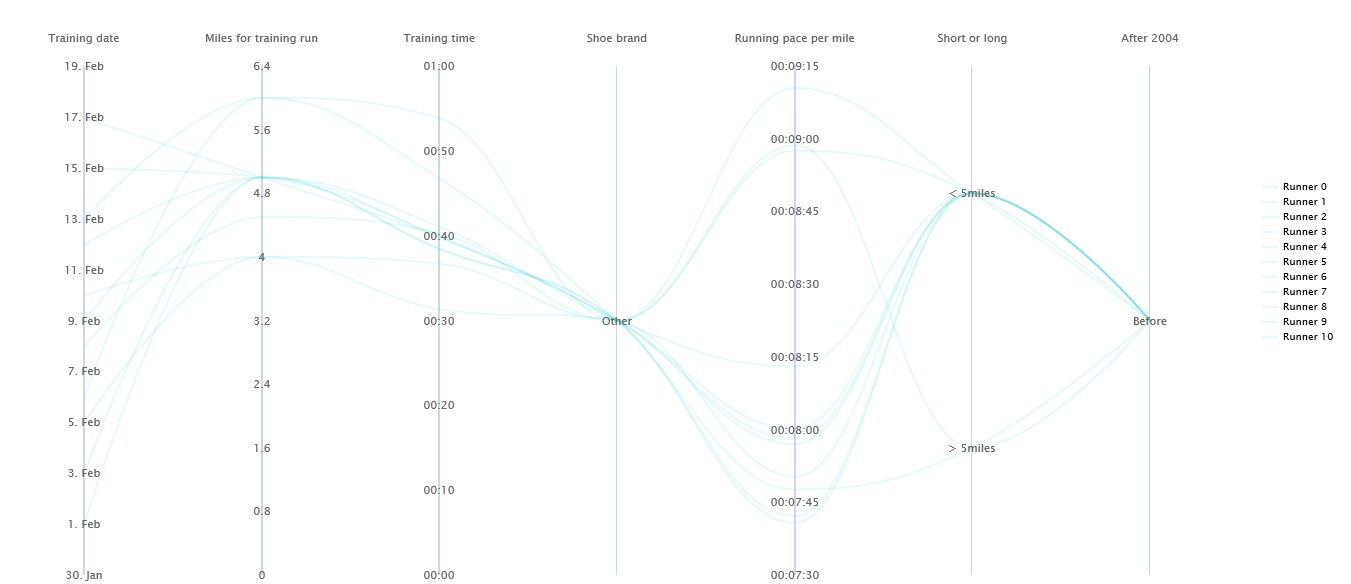 Training date
Miles for training run
Training time
Shoe brand
Running pace per mile
Short or long
After 2004
19. Feb
17. Feb
15. Feb
13. Feb
11. Feb
9. Feb
7. Feb
5. Feb
3. Feb
1. Feb
30. Jan
6.4
5.6
4.8
4
3.2
2.4
1.6
0.8
0
01:00
00:50
00:40
00:30
00:20
00:10
00:00
Other
00:09:15
00:09:00
00:08:45
00:08:30
00:08:15
00:08:00
00:07:45
00:07:30
< 5miles
> 5miles
Before
Runner 0
Runner 1
Runner 2
Runner 3
Runner 4
Runner 5
Runner 6
Runner 7
Runner 8
Runner 9
Runner 10